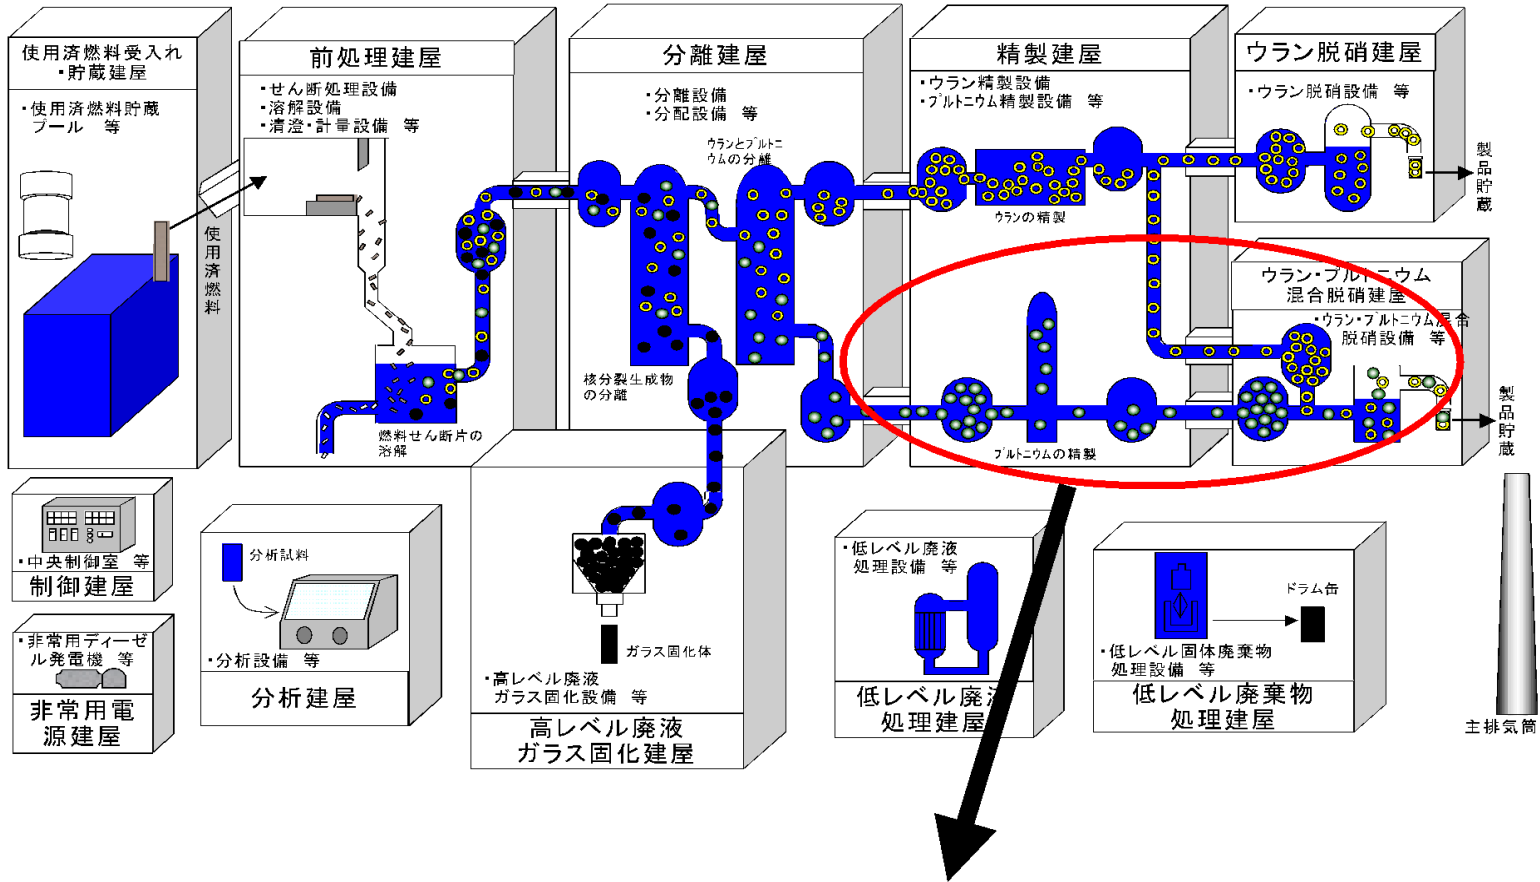 使用済燃料受入れ
・貯蔵建屋
・使用済燃料貯蔵
プール 等
使用済燃料
前処理建屋
・せん断処理設備
・溶解設備
・清澄・計量設備 等
燃料せん断片の
溶解
分離建屋
・分離設備
・分配設備 等
ウランとプルトニ
ウムの分離
核分裂生成物
の分離
精製建屋
・ウラン精製設備
・プルトニウム精製設備 等
ウランの精製
プルトニウムの精製
ウラン脱硝建屋
・ウラン脱硝設備 等
製品貯蔵
ウラン・プルトニウム
混合脱硝建屋
・ウラン・プルトニウム混合
脱硝設備 等
製品貯蔵
・中央制御室 等
制御建屋
・非常用ディーゼ
ル発電機 等
非常用電
源建屋
分析試料
・分析設備 等
分析建屋
ガラス固化体
・高レベル廃液
ガラス固化設備 等
高レベル廃液
ガラス固化建屋
・低レベル廃液
処理設備 等
低レベル廃液
処理建屋
ドラム缶
・低レベル固体廃棄物
処理設備 等
低レベル廃棄物
処理建屋
主排気筒